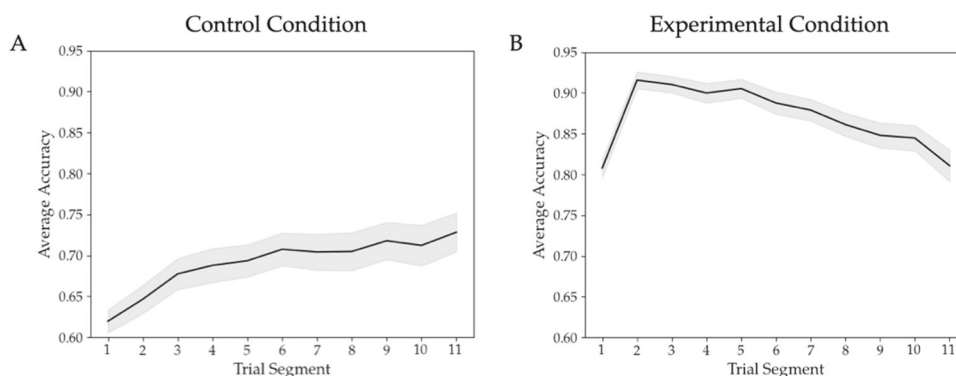 Control Condition
A
0.95
0.90
0.85
0.80
0.75
0.70
0.65
0.60
Average Accuracy
1 2 3 4 5 6 7 8 9 10 11
Trial Segment
Experimental Condition
B
0.95
0.90
0.85
0.80
0.75
0.70
0.65
0.60
Average Accuracy
1 2 3 4 5 6 7 8 9 10 11
Trial Segment